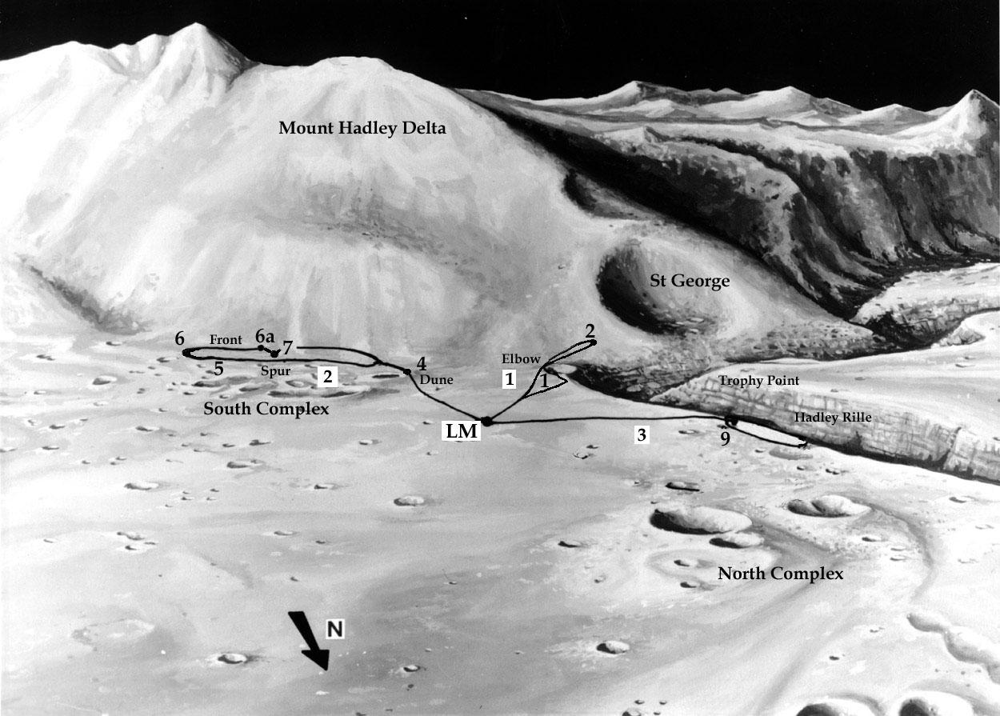 Mount Hadley Delta
St George
2
6
Front
6a
7
Elbow
4
5
Spur
2
1
1
Dune
Trophy Point
South Complex
Hadley Rille
LM
3
9
North Complex
N